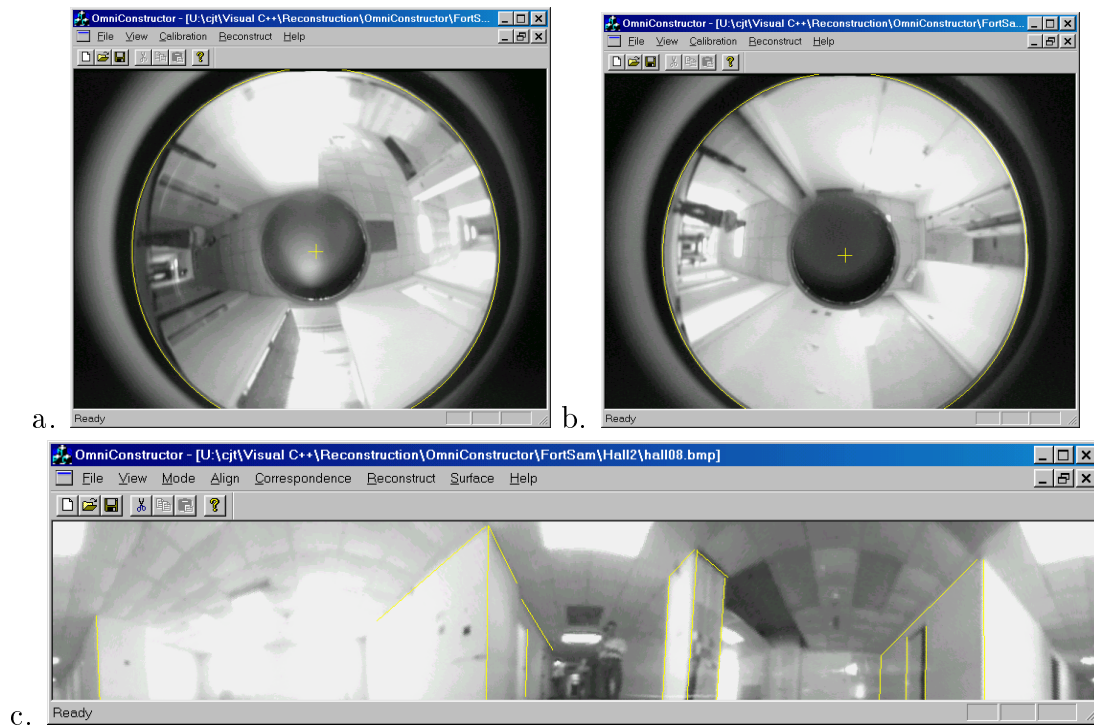 OmniConstructor - [U:\cjt\Visual C++\Reconstruction\OmniConstructor\FortS...
File View Calibration Reconstruct Help
Ready
a.
OmniConstructor - [U:\cjt\Visual C++\Reconstruction\OmniConstructor\FortSa...
File View Calibration Reconstruct Help
Ready
b.
OmniConstructor - [U:\cjt\Visual C++\Reconstruction\OmniConstructor\FortSam\Hall2\hall08.bmp]
File View Mode Align Correspondence Reconstruct Surface Help
Ready
c.